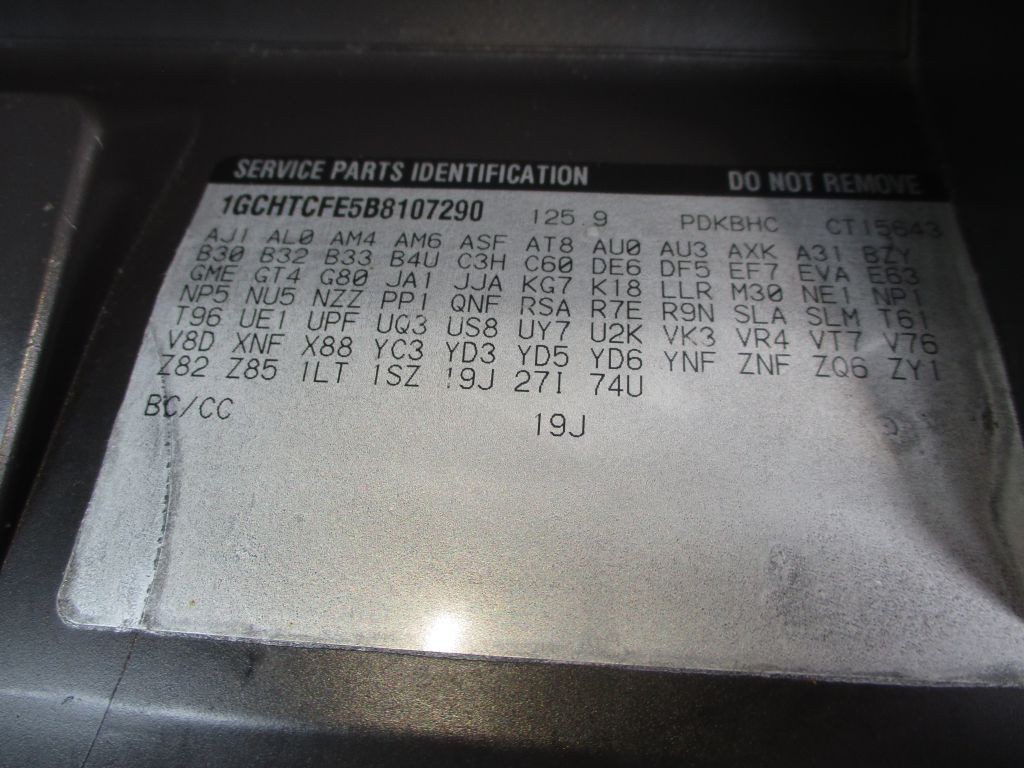 SERVICE PARTS IDENTIFICATION DO NOT REMOVE
1GCHTCFE5B8107290 125.9 PDKBHC CT15643
AJ1 AL0 AM4 AM6 ASF AT8 AU0 AU3 AXK A31 BZY
B30 B32 B33 B4U C3H C60 DE6 DF5 EF7 EVA E63
GME GT4 G80 JA1 JJA KG7 K18 LLR M30 NE1 NP1
NP5 NU5 NZZ PP1 QNF RSA R7E R9N SLA SLM T61
T96 UE1 UPF UQ3 US8 UY7 U2K VK3 VR4 VT7 V76
V8D XNF X88 YC3 YD3 YD5 YD6 YNF ZNF ZQ6 ZY1
Z82 Z85 1LT 1SZ 19J 27I 74U
BC/CC 19J